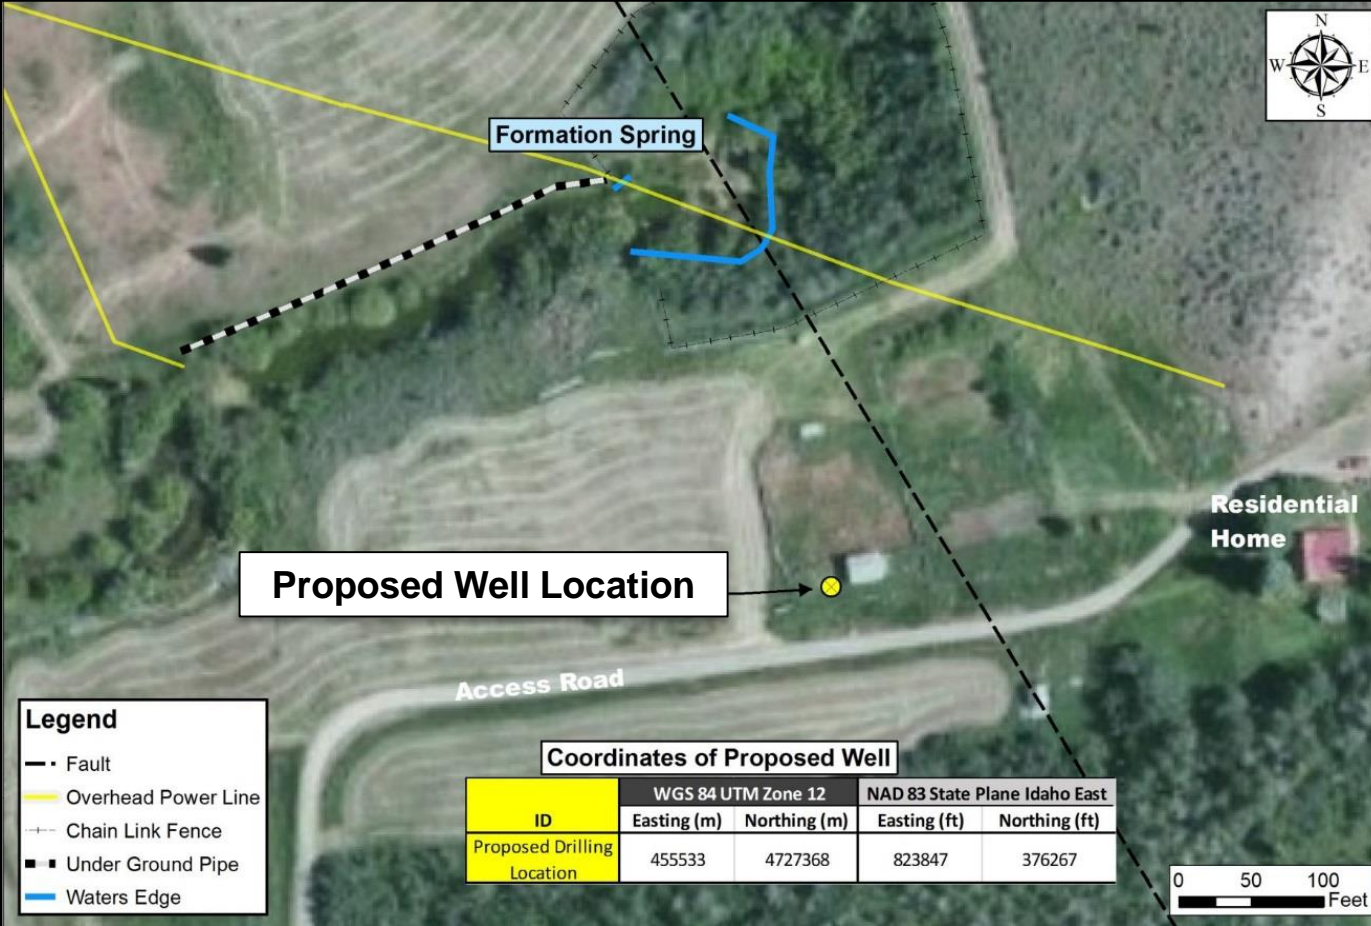 N
W E
S
Formation Spring
Residential
Home
Proposed Well Location
Access Road
Legend
Fault
Overhead Power Line
Chain Link Fence
Under Ground Pipe
Waters Edge
Coordinates of Proposed Well
WGS 84 UTM Zone 12 NAD 83 State Plane Idaho East
ID Easting (m) Northing (m) Easting (ft) Northing (ft)
Proposed Drilling
Location
455533 4727368 823847 376267
0 50 100
Feet